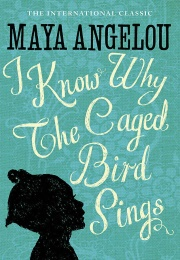 THE INTERNATIONAL CLASSIC
MAYA ANGELOU
I Know Why
The Caged
Bird
Sings